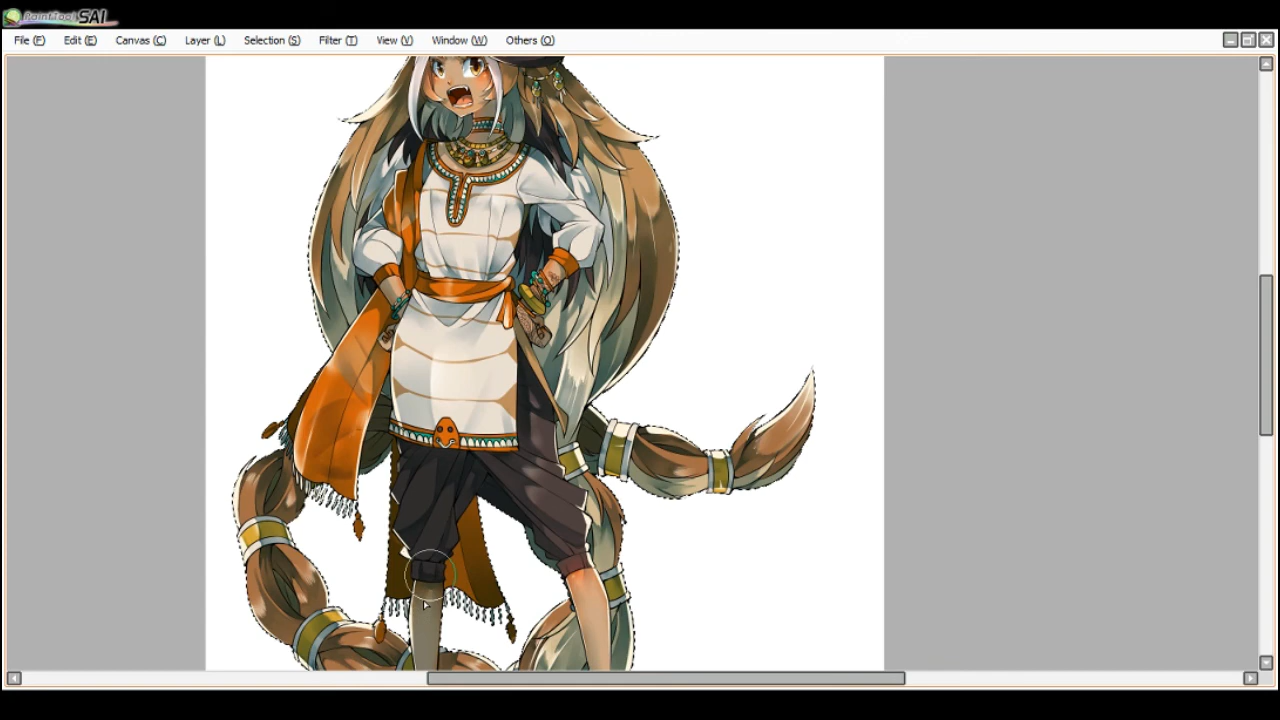 PaintTool SAI
File (F) Edit (E) Canvas (C) Layer (L) Selection (S) Filter (T) View (V) Window (W) Others (O)